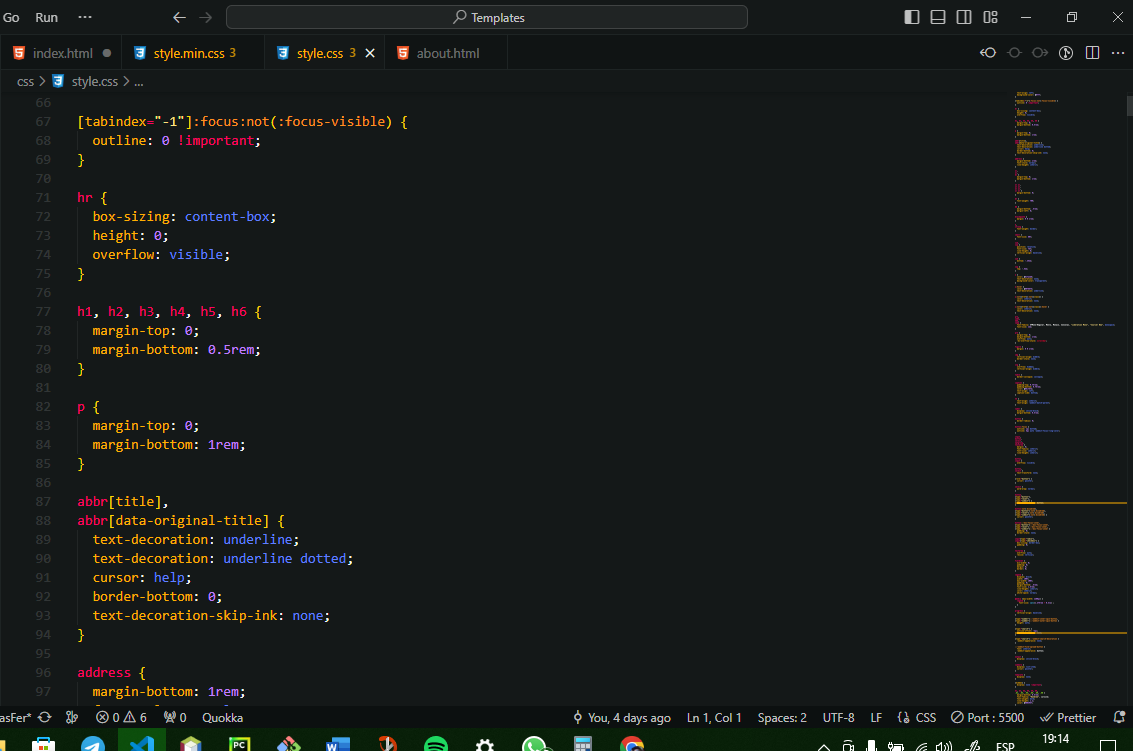 Go Run ··· Templates
index.html style.min.css 3 style.css 3 about.html
css > style.css > ...
66
67 [tabindex="-1"]:focus:not(:focus-visible) {
68 outline: 0 !important;
69 }
70
71 hr {
72 box-sizing: content-box;
73 height: 0;
74 overflow: visible;
75 }
76
77 h1, h2, h3, h4, h5, h6 {
78 margin-top: 0;
79 margin-bottom: 0.5rem;
80 }
81
82 p {
83 margin-top: 0;
84 margin-bottom: 1rem;
85 }
86
87 abbr[title],
88 abbr[data-original-title] {
89 text-decoration: underline;
90 text-decoration: underline dotted;
91 cursor: help;
92 border-bottom: 0;
93 text-decoration-skip-ink: none;
94 }
95
96 address {
97 margin-bottom: 1rem;
asFer* 0 6 0 Quokka You, 4 days ago Ln 1, Col 1 Spaces: 2 UTF-8 LF {} CSS Port : 5500 Prettier
PC W ESP 19:14